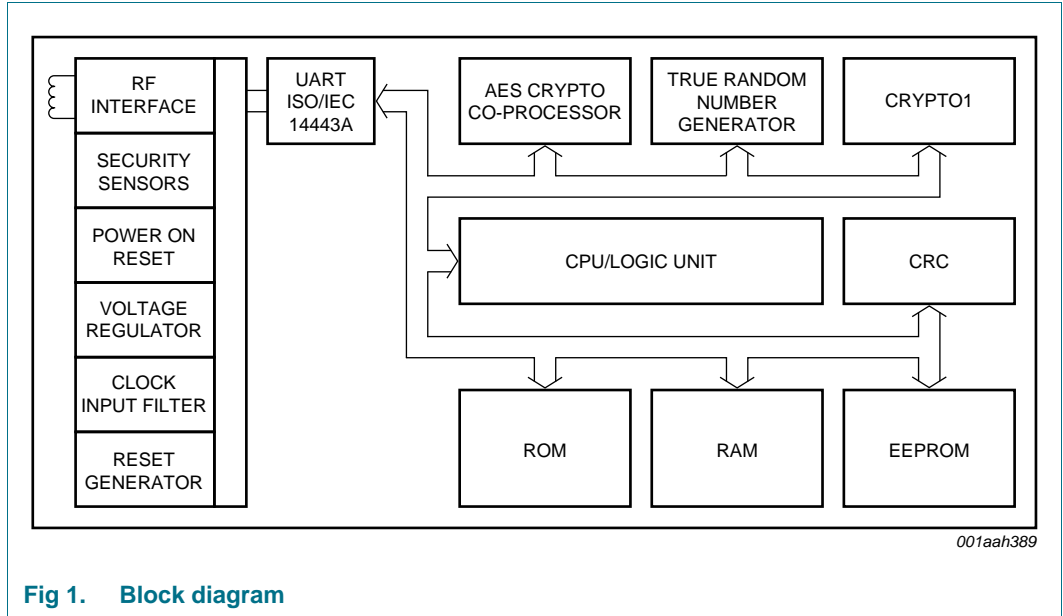 RF
INTERFACE
SECURITY
SENSORS
POWER ON
RESET
VOLTAGE
REGULATOR
CLOCK
INPUT FILTER
RESET
GENERATOR
UART
ISO/IEC
14443A
AES CRYPTO
CO-PROCESSOR
TRUE RANDOM
NUMBER
GENERATOR
CRYPTO1
CPU/LOGIC UNIT
CRC
ROM
RAM
EEPROM
001aah389
Fig 1. Block diagram